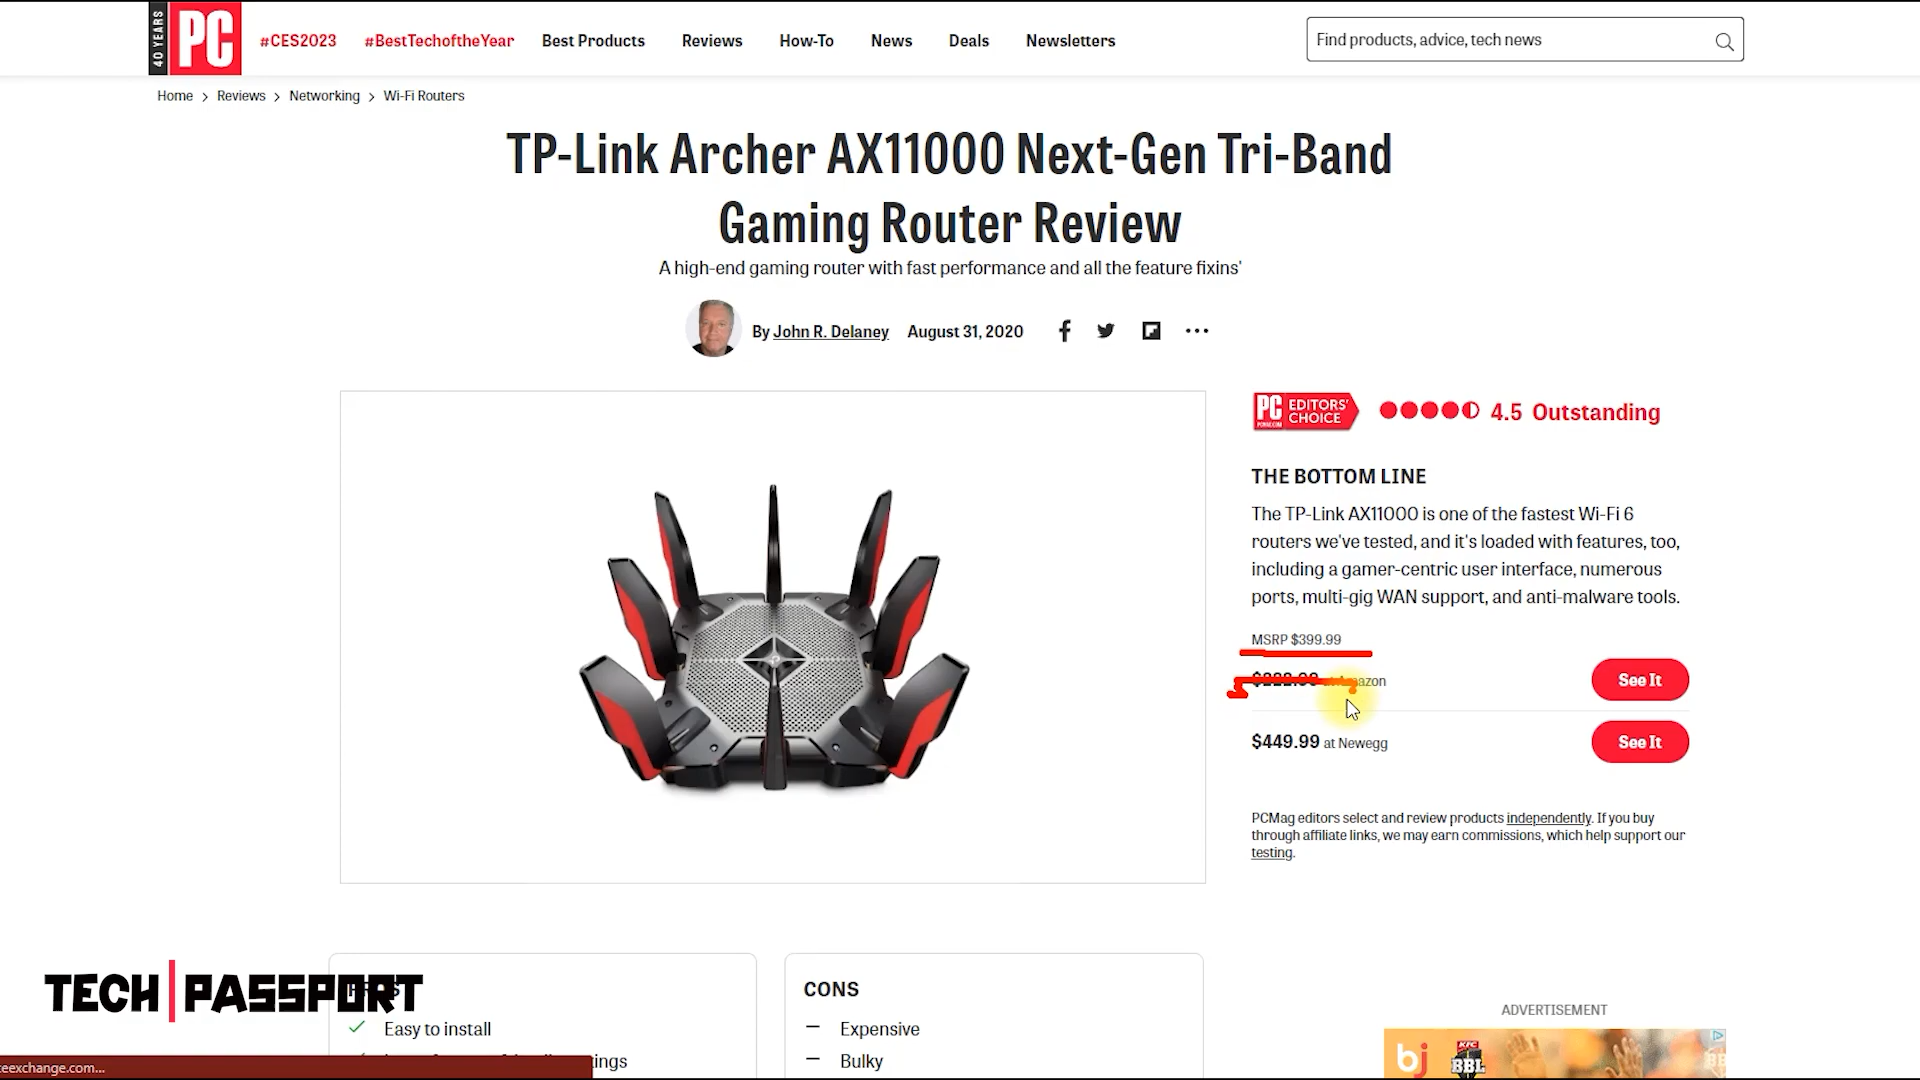 40 YEARS
PC
#CES2023
#BestTechoftheYear
Best Products
Reviews
How-To
News
Deals
Newsletters
Find products, advice, tech news
Home > Reviews > Networking > Wi-Fi Routers
TP-Link Archer AX11000 Next-Gen Tri-Band
Gaming Router Review
A high-end gaming router with fast performance and all the feature fixins'
By John R. Delaney August 31, 2020
PC EDITORS' CHOICE
4.5 Outstanding
THE BOTTOM LINE
The TP-Link AX11000 is one of the fastest Wi-Fi 6
routers we've tested, and it's loaded with features, too,
including a gamer-centric user interface, numerous
ports, multi-gig WAN support, and anti-malware tools.
MSRP $399.99
at Amazon
See It
$449.99 at Newegg
See It
PCMag editors select and review products independently. If you buy
through affiliate links, we may earn commissions, which help support our
testing.
TECH|PASSPORT
Easy to install
CONS
Expensive
Bulky
ADVERTISEMENT
bj
KFC
BBL